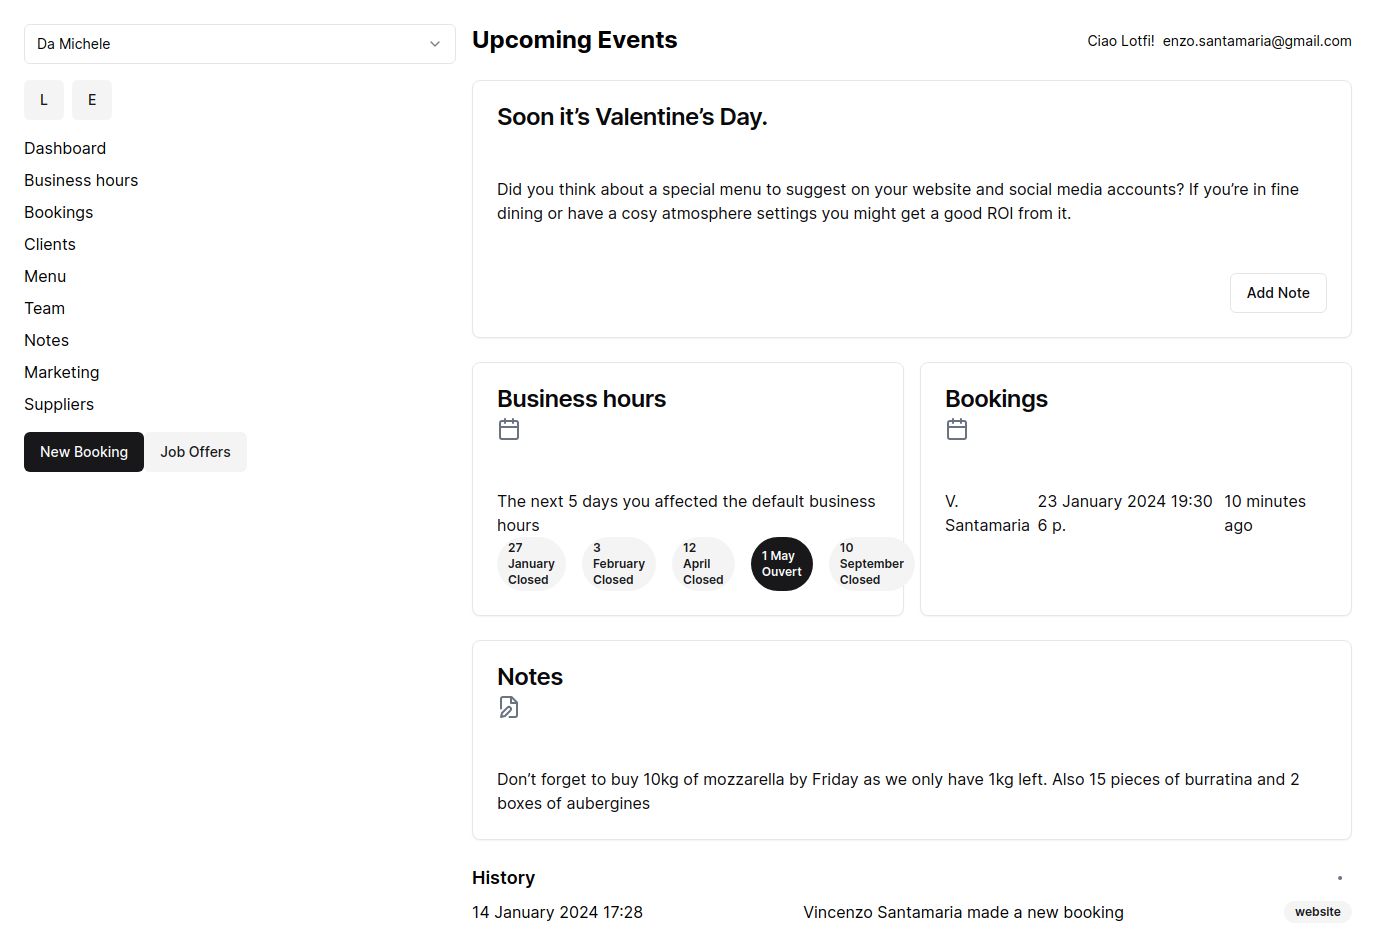 Da Michele
L E
Dashboard
Business hours
Bookings
Clients
Menu
Team
Notes
Marketing
Suppliers
New Booking Job Offers
Upcoming Events
Ciao Lotfi! enzo.santamaria@gmail.com
Soon it’s Valentine’s Day.
Did you think about a special menu to suggest on your website and social media accounts? If you’re in fine
dining or have a cosy atmosphere settings you might get a good ROI from it.
Add Note
Business hours
The next 5 days you affected the default business
hours
27
January
Closed
3
February
Closed
12
April
Closed
1 May
Ouvert
10
September
Closed
Bookings
V.
Santamaria
23 January 2024 19:30
6 p.
10 minutes
ago
Notes
Don’t forget to buy 10kg of mozzarella by Friday as we only have 1kg left. Also 15 pieces of burratina and 2
boxes of aubergines
History
14 January 2024 17:28
Vincenzo Santamaria made a new booking
website